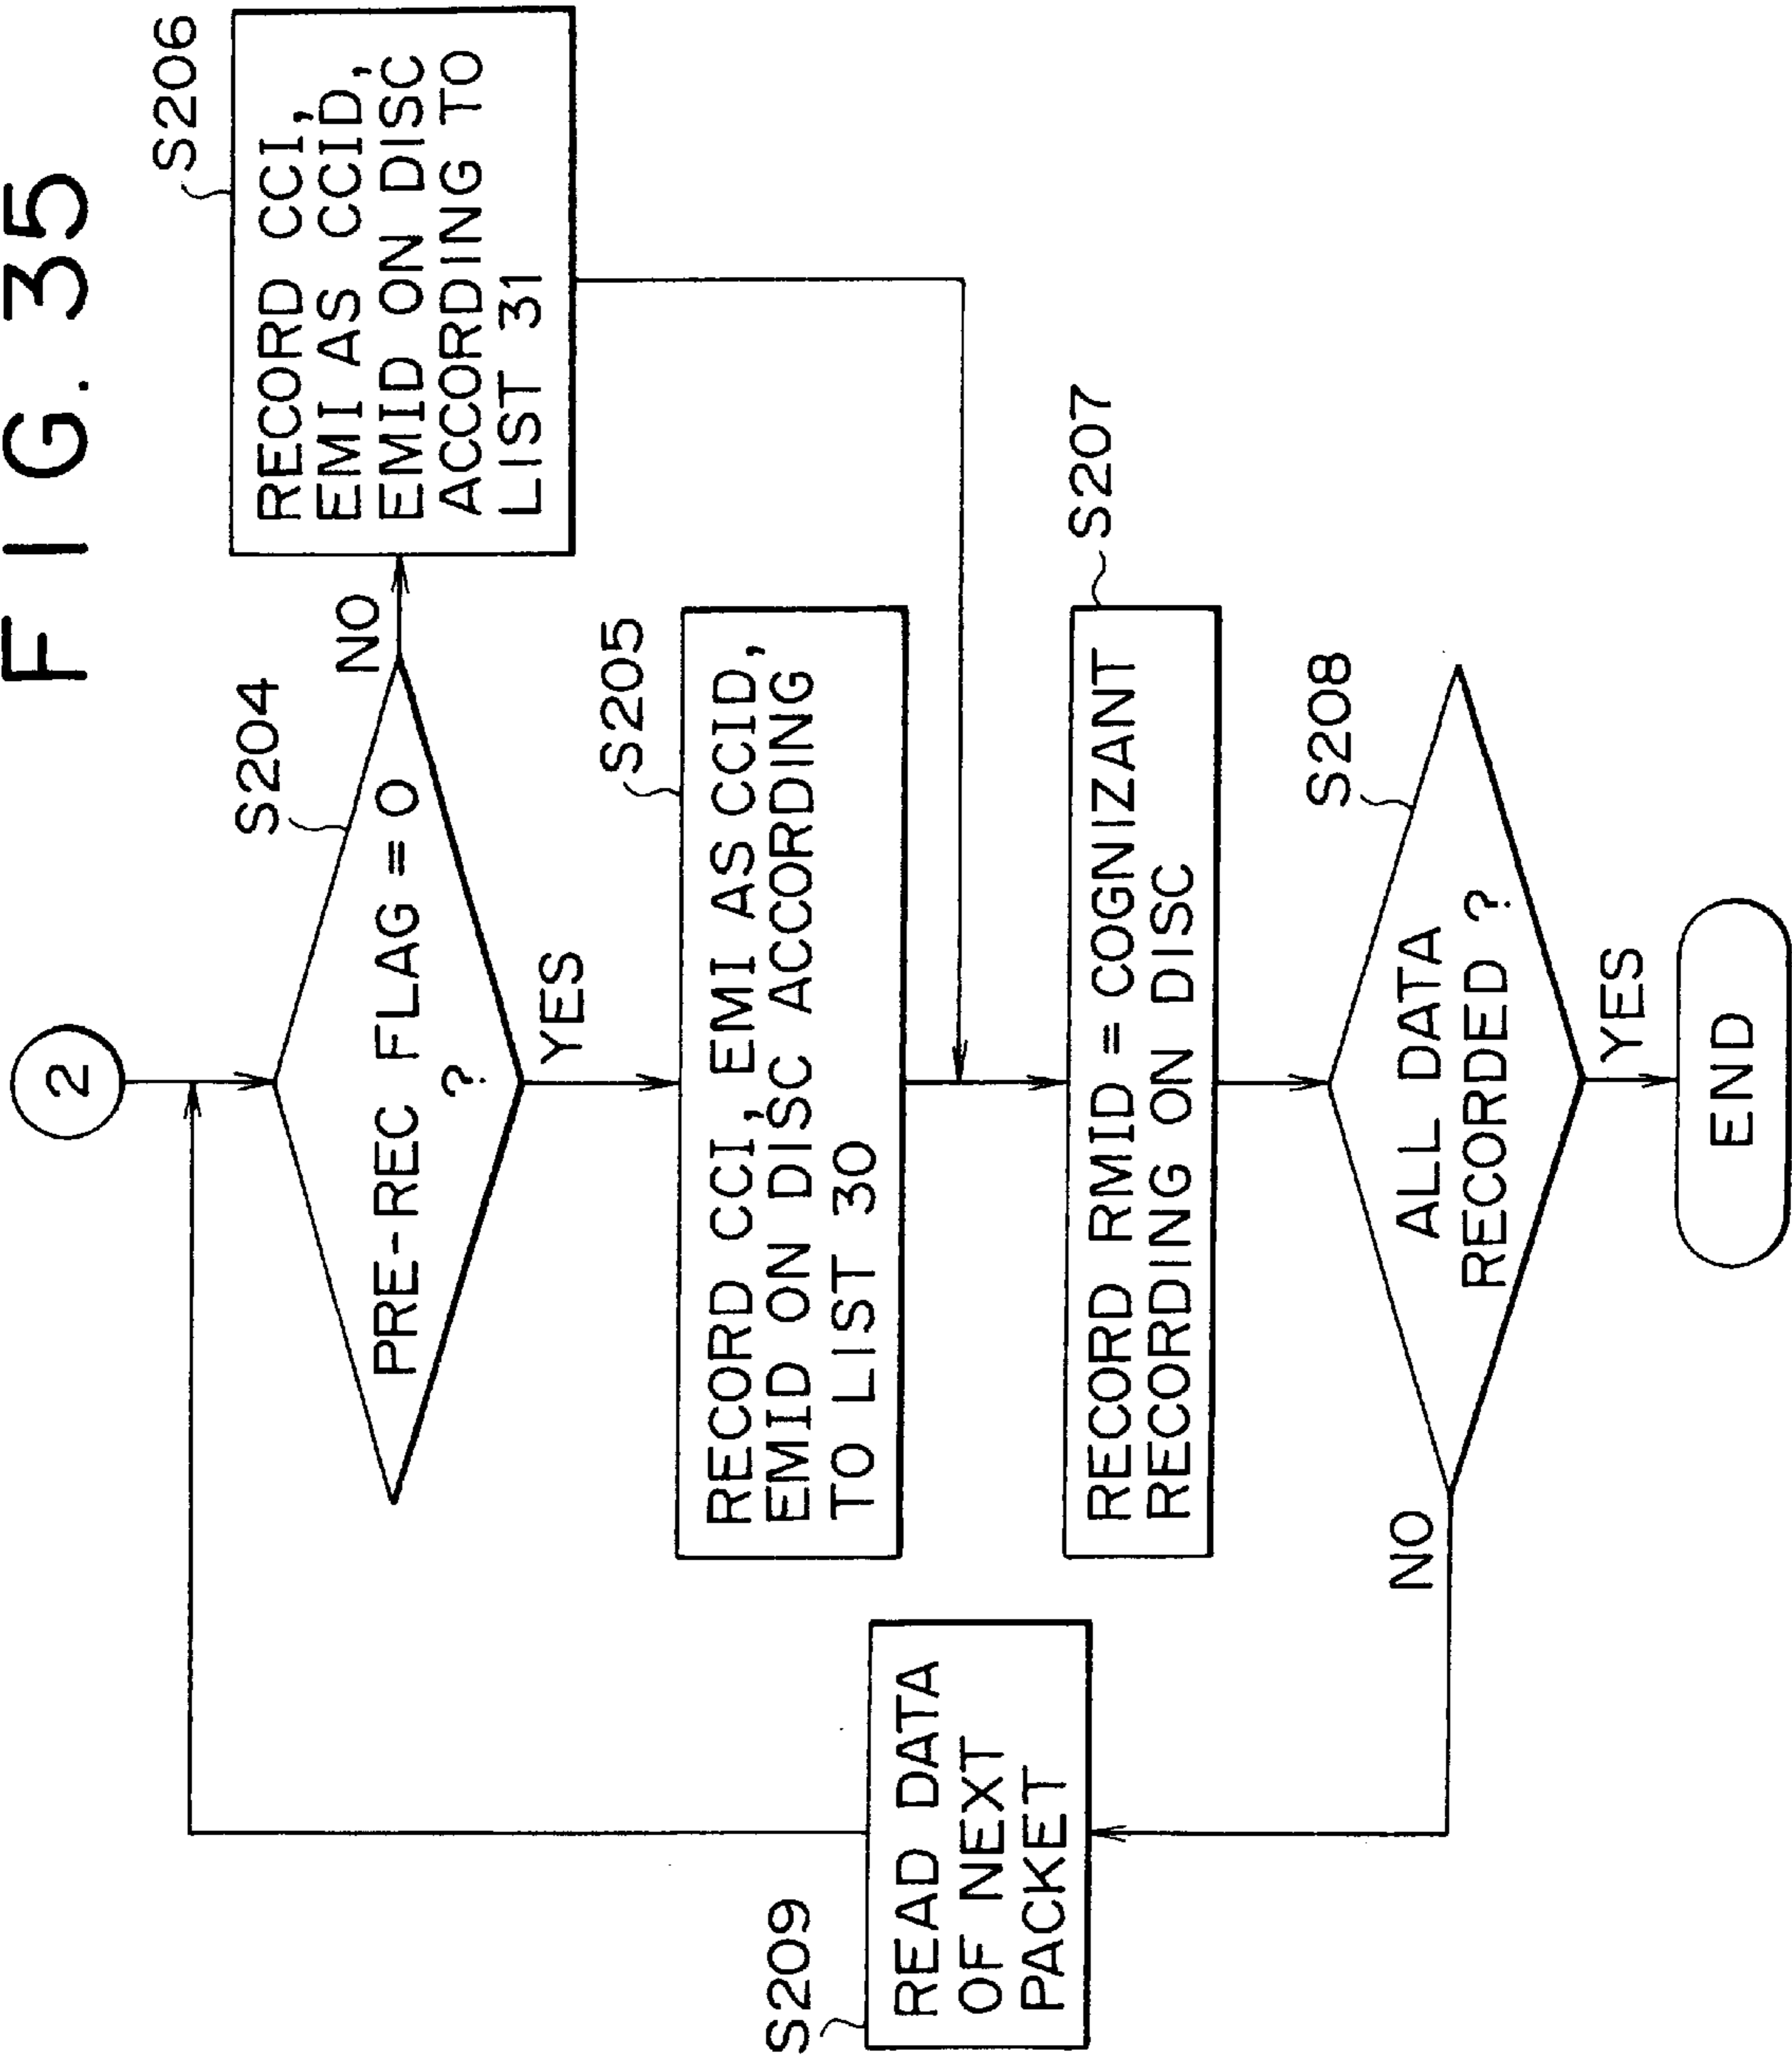 FIG. 35
2
S204
PRE-REC FLAG = 0
?
NO
YES
S206
RECORD CCI,
EMI AS CCID,
EMID ON DISC
ACCORDING TO
LIST 31
S205
RECORD CCI, EMI AS CCID,
EMID ON DISC ACCORDING
TO LIST 30
S207
RECORD RMID = COGNIZANT
RECORDING ON DISC
S208
ALL DATA
RECORDED ?
NO
YES
S209
READ DATA
OF NEXT
PACKET
END